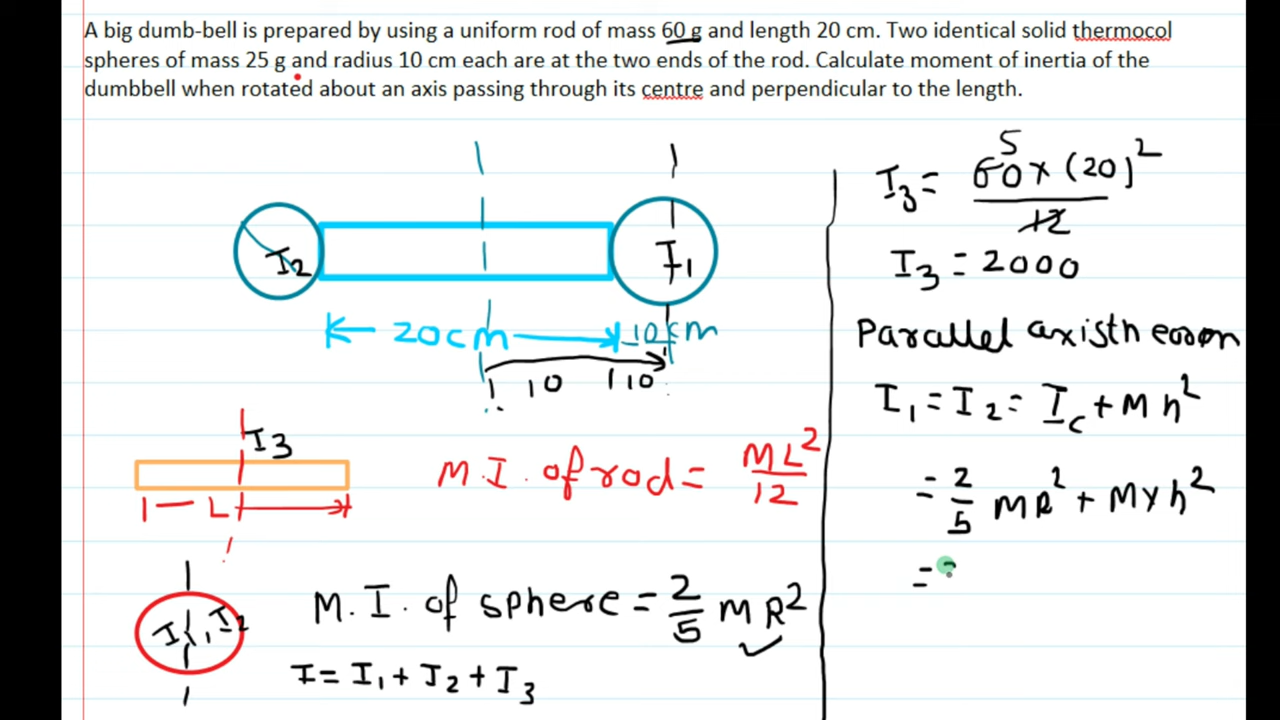 A big dumb-bell is prepared by using a uniform rod of mass 60 g and length 20 cm. Two identical solid thermocol
spheres of mass 25 g and radius 10 cm each are at the two ends of the rod. Calculate moment of inertia of the
dumbbell when rotated about an axis passing through its centre and perpendicular to the length.
I2
I1
20cm
10cm
10 10
I3
L
M.I. of rod = ML²/12
I1, I2
M.I. of sphere = 2/5 MR²
I = I1 + I2 + I3
5
I3 = 60 × (20)²/12
I3 = 2000
Parallel axistheorom
I1 = I2 = Ic + Mh²
= 2/5 MR² + M×h²
=